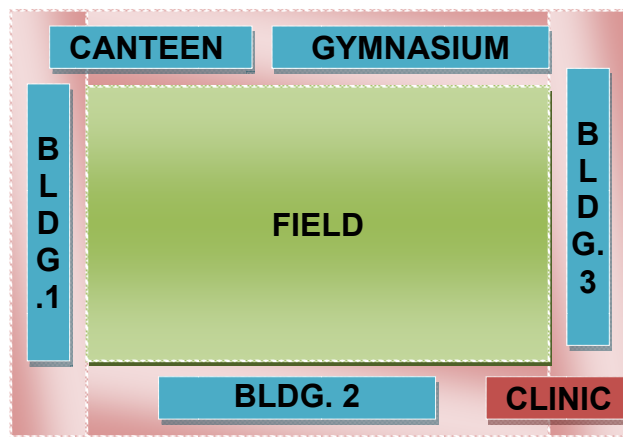 CANTEEN
GYMNASIUM
B
L
D
G
.1
FIELD
B
L
D
G.
3
BLDG. 2
CLINIC